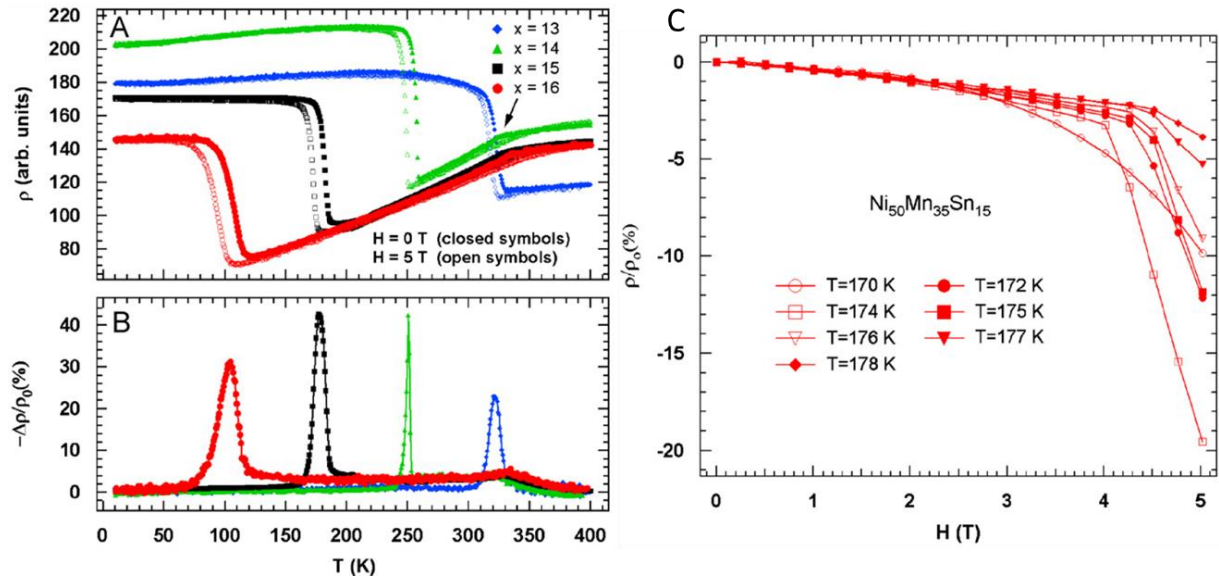 A
220
200
180
160
140
120
100
80
ρ (arb. units)
x = 13
x = 14
x = 15
x = 16
H = 0 T (closed symbols)
H = 5 T (open symbols)
B
40
30
20
10
0
−Δρ/ρ0(%)
0 50 100 150 200 250 300 350 400
T (K)
C
0
-5
-10
-15
-20
ρ/ρo(%)
Ni50Mn35Sn15
T=170 K T=172 K
T=174 K T=175 K
T=176 K T=177 K
T=178 K
0 1 2 3 4 5
H (T)